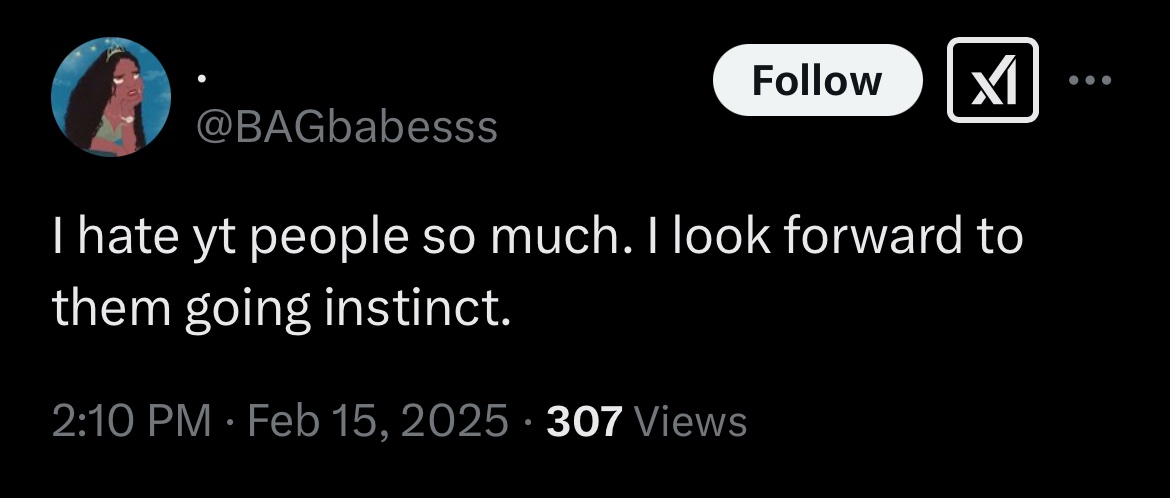 .
@BAGbabesss
Follow
I hate yt people so much. I look forward to
them going instinct.
2:10 PM · Feb 15, 2025 · 307 Views